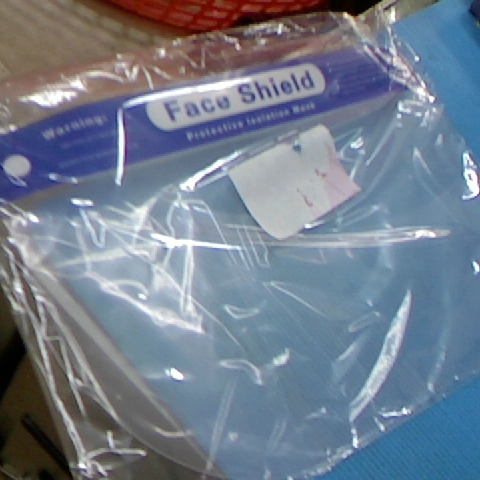 Face Shield
Warning:
Protective Isolation Mask